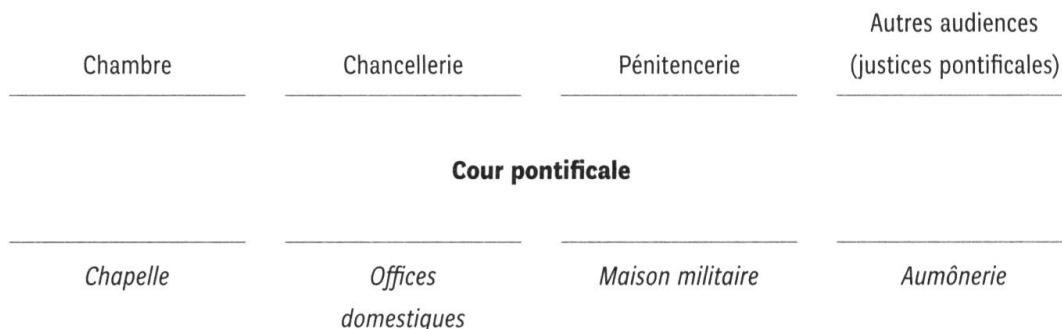 Autres audiences
Chambre Chancellerie Pénitencerie (justices pontificales)
Cour pontificale
Chapelle Offices Maison militaire Aumônerie
domestiques